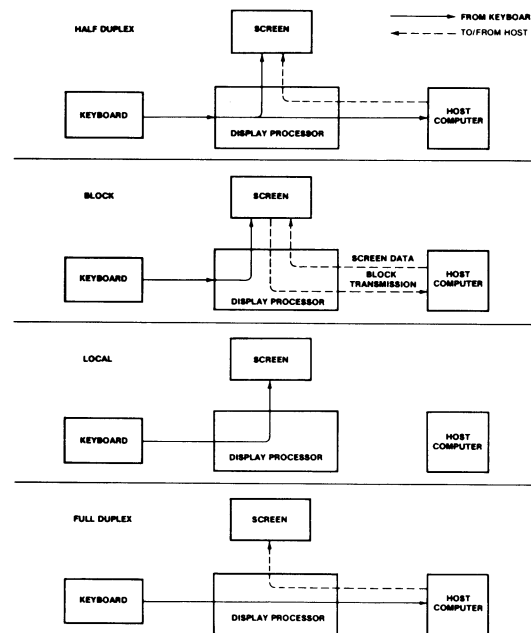 HALF DUPLEX
SCREEN
FROM KEYBOAR
TO/FROM HOST
KEYBOARD
DISPLAY PROCESSOR
HOST
COMPUTER
BLOCK
SCREEN
KEYBOARD
DISPLAY PROCESSOR
SCREEN DATA
BLOCK
TRANSMISSION
HOST
COMPUTER
LOCAL
SCREEN
KEYBOARD
DISPLAY PROCESSOR
HOST
COMPUTER
FULL DUPLEX
SCREEN
KEYBOARD
DISPLAY PROCESSOR
HOST
COMPUTER